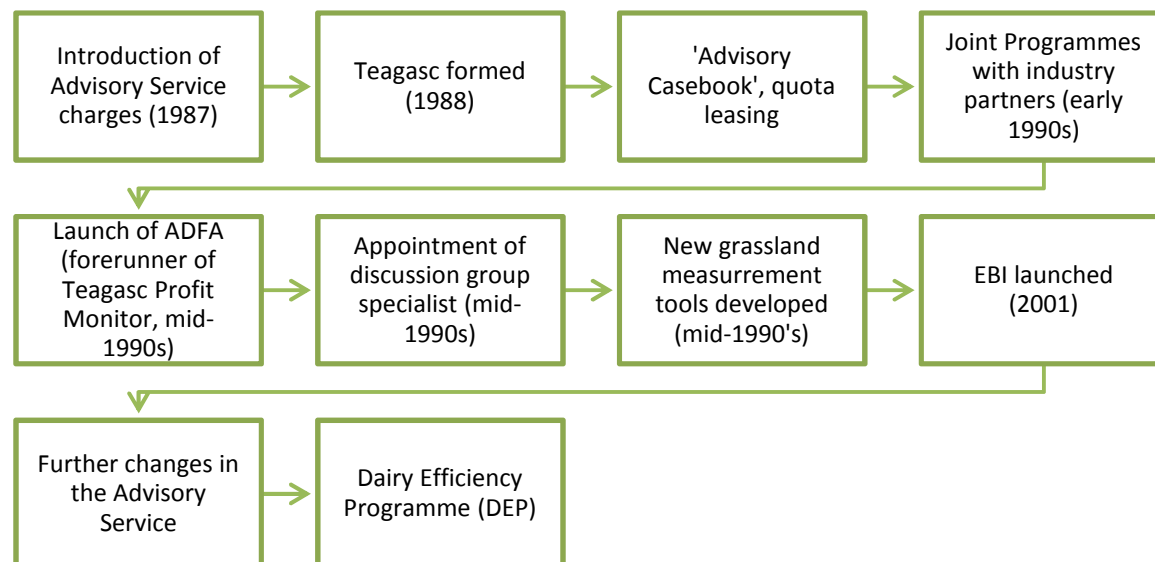 Introduction of
Advisory Service
charges (1987)
Teagasc formed
(1988)
'Advisory
Casebook', quota
leasing
Joint Programmes
with industry
partners (early
1990s)
Launch of ADFA
(forerunner of
Teagasc Profit
Monitor, mid-
1990s)
Appointment of
discussion group
specialist (mid-
1990s)
New grassland
measurrement
tools developed
(mid-1990's)
EBI launched
(2001)
Further changes in
the Advisory
Service
Dairy Efficiency
Programme (DEP)